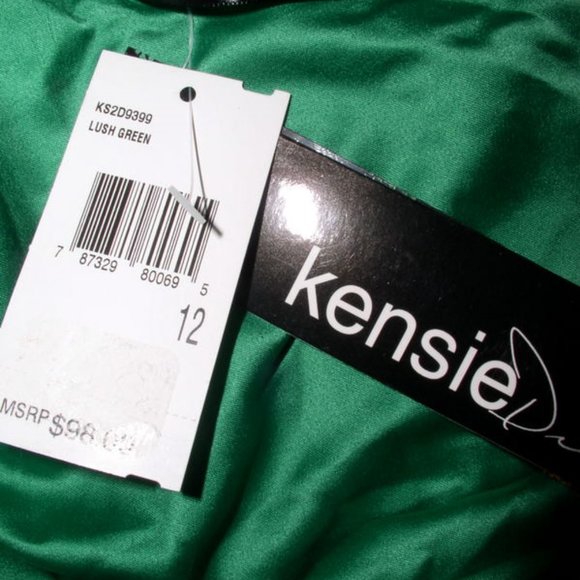 KS2D9399
LUSH GREEN
7 87329 80069 5
12
MSRP $98.00
kensie